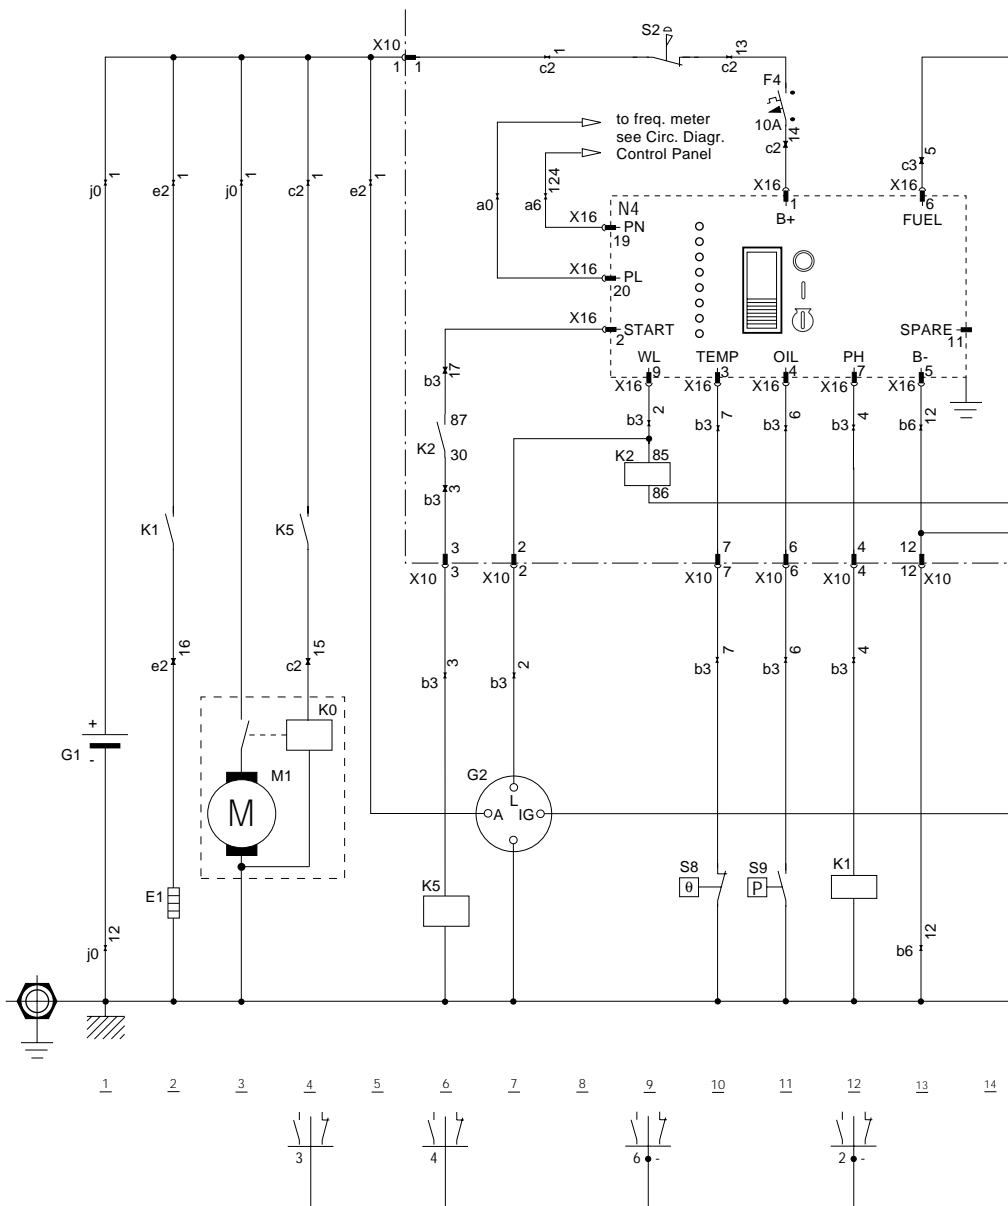 S2
X10
1
1
1
c2
13
c2
F4
10A
14
c2
5
c3
to freq. meter
see Circ. Diagr.
Control Panel
j0
1
e2
1
j0
1
c2
1
e2
1
a0
a6
124
X16
1
B+
X16
6
FUEL
N4
X16
PN
19
X16
PL
20
X16
START
2
SPARE
11
WL
TEMP
OIL
PH
B-
9
3
4
7
5
X16
X16
X16
X16
X16
b3
17
b3
2
b3
7
b3
6
b3
4
b6
12
87
K2
30
K2
85
86
b3
3
K1
K5
3
2
7
6
4
12
X10
3
X10
2
X10
7
X10
6
X10
4
12
X10
e2
16
c2
15
b3
3
b3
2
b3
7
b3
6
b3
4
K0
+
G1
-
M1
M
G2
L
A
IG
E1
K5
S8
θ
S9
P
K1
j0
12
b6
12
1
2
3
4
5
6
7
8
9
10
11
12
13
14
3
4
6
-
2
-